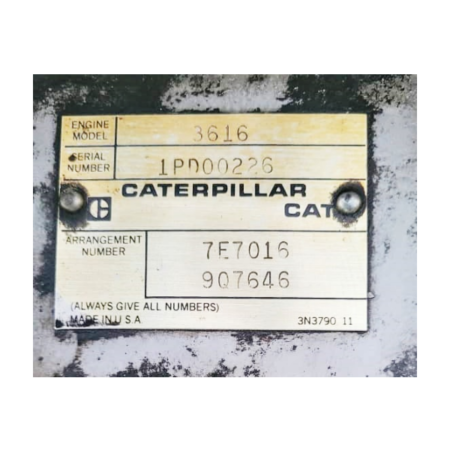 ENGINE MODEL 3616
SERIAL NUMBER 1PD00226
CATERPILLAR
C CAT
ARRANGEMENT NUMBER 7E7016
9Q7646
(ALWAYS GIVE ALL NUMBERS)
MADE IN U S A 3N3790 11